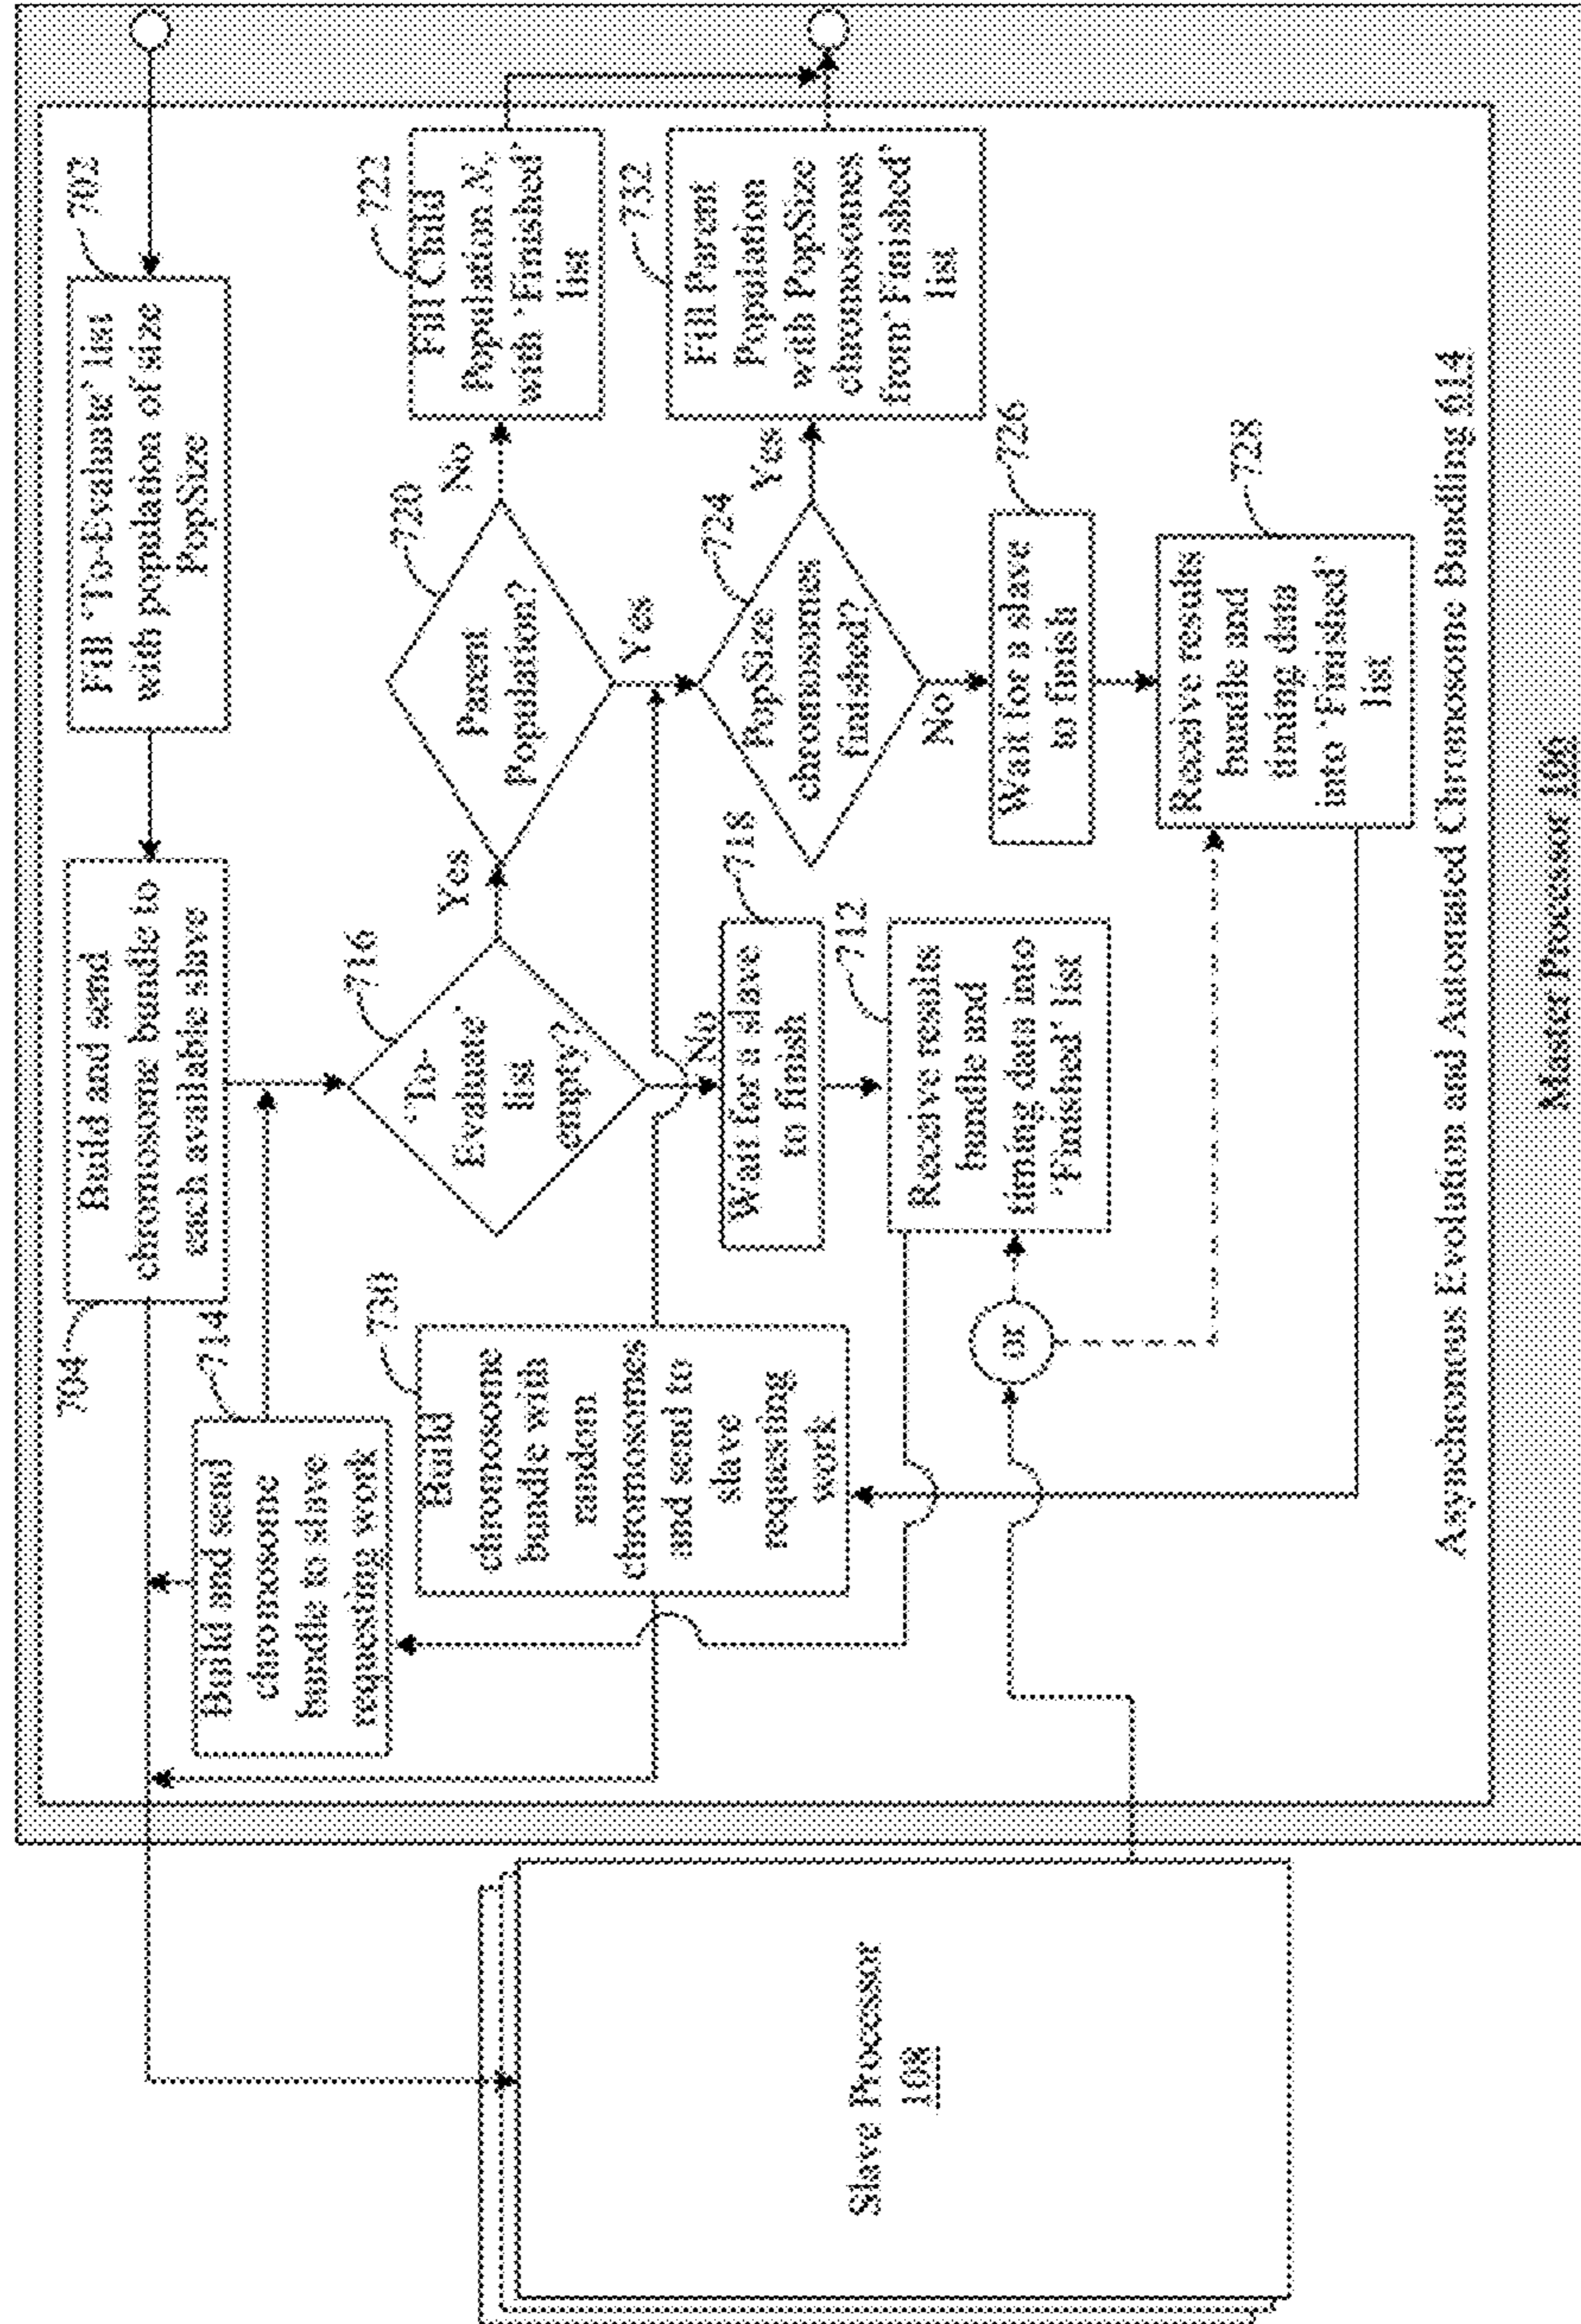 702
Fill 'To-Evaluate' list
with population of size
PopSize
704
Build and send
chromosome bundle to
each available slave
714
Build and send
chromosome
bundle to slave
requesting work
716
'To-
Evaluate'
list
empty?
Yes
No
720
Parent
Population?
No
Yes
722
Fill Child
Population
with 'Finished'
list
724
PopSize
chromosomes
finished?
Yes
No
732
Fill Parent
Population
with PopSize
chromosomes
from 'Finished'
list
730
Build
chromosome
bundle with
random
chromosomes
and send to
slave
requesting
work
718
Wait for a slave
to finish
712
Receive results
bundle and
timing data into
'Finished' list
or
726
Wait for a slave
to finish
728
Receive results
bundle and
timing data
into 'Finished'
list
Asynchronous Evolution and Automated Chromosome Bundling 614
Master Processor 106
Slave Processor
108